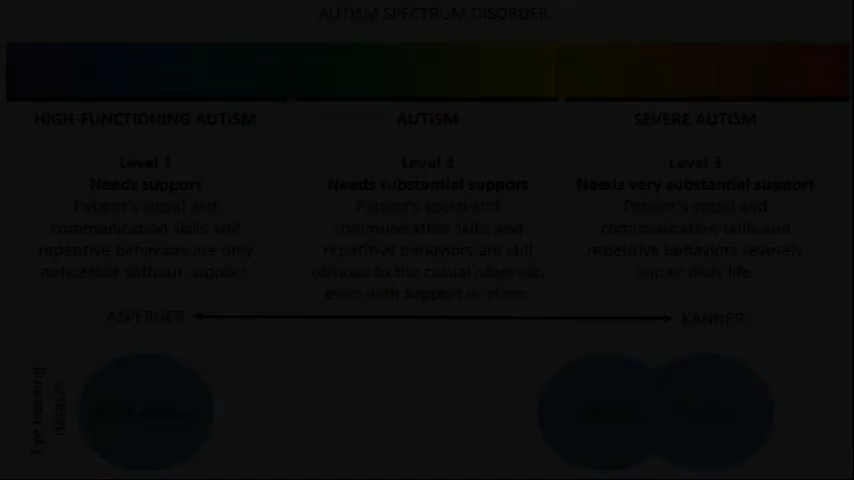 AUTISM SPECTRUM DISORDER
HIGH-FUNCTIONING AUTISM
Level 1
Needs support
Patient's social and
communication skills and
repetitive behaviors are only
noticeable without support.
AUTISM
Level 2
Needs substantial support
Patient's social and
communication skills and
repetitive behaviors are still
obvious to the casual observer,
even with support in place.
SEVERE AUTISM
Level 3
Needs very substantial support
Patient's social and
communication skills and
repetitive behaviors severely
impair daily life.
ASPERGER
KANNER
Eye tracking
dataset